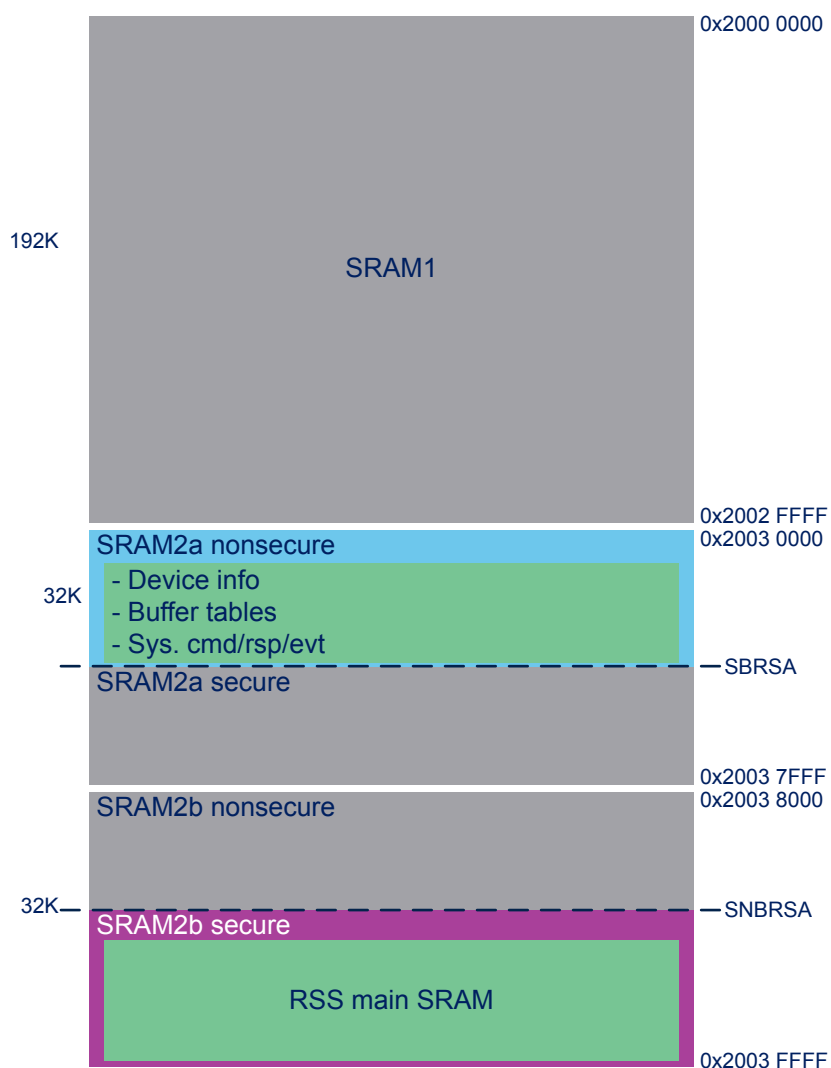 0x2000 0000
192K
SRAM1
0x2002 FFFF
SRAM2a nonsecure
0x2003 0000
- Device info
32K
- Buffer tables
- Sys. cmd/rsp/evt
SBRSA
SRAM2a secure
0x2003 7FFF
SRAM2b nonsecure
0x2003 8000
32K
SNBRSA
SRAM2b secure
RSS main SRAM
0x2003 FFFF